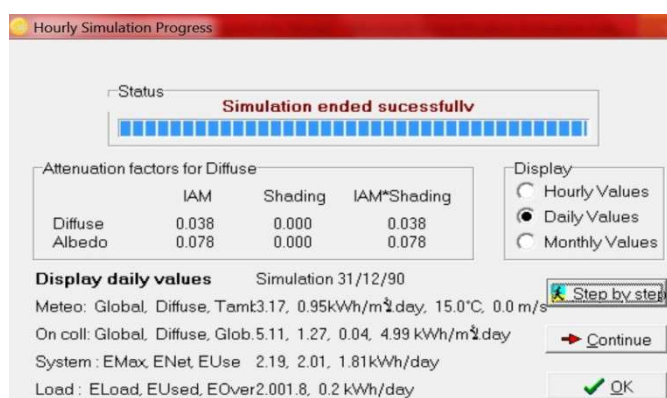 Hourly Simulation Progress
Status
Simulation ended sucessfully
Attenuation factors for Diffuse
IAM Shading IAM*Shading
Diffuse 0.038 0.000 0.038
Albedo 0.078 0.000 0.078
Display
Hourly Values
Daily Values
Monthly Values
Display daily values Simulation 31/12/90
Meteo: Global, Diffuse, Tamb 3.17, 0.95kWh/m².day, 15.0°C, 0.0 m/s
On coll: Global, Diffuse, Glob. 5.11, 1.27, 0.04, 4.99 kWh/m².day
System : EMax, ENet, EUse 2.19, 2.01, 1.81kWh/day
Load : ELoad, EUsed, EOver2.001.8, 0.2 kWh/day
Step by step
Continue
OK